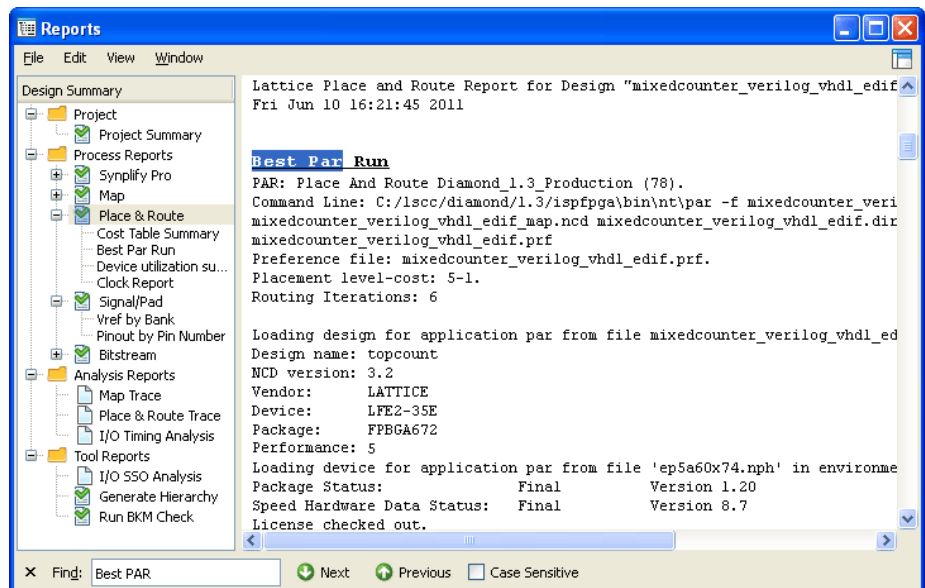 Reports
File Edit View Window
Design Summary
Project
Project Summary
Process Reports
Synplify Pro
Map
Place & Route
Cost Table Summary
Best Par Run
Device utilization su...
Clock Report
Signal/Pad
Vref by Bank
Pinout by Pin Number
Bitstream
Analysis Reports
Map Trace
Place & Route Trace
I/O Timing Analysis
Tool Reports
I/O SSO Analysis
Generate Hierarchy
Run BKM Check
Lattice Place and Route Report for Design "mixedcounter_verilog_vhdl_edif
Fri Jun 10 16:21:45 2011
Best Par Run
PAR: Place And Route Diamond_1.3_Production (78).
Command Line: C:/lscc/diamond/1.3/ispfpga\bin\nt\par -f mixedcounter_veri
mixedcounter_verilog_vhdl_edif_map.ncd mixedcounter_verilog_vhdl_edif.dir
mixedcounter_verilog_vhdl_edif.prf
Preference file: mixedcounter_verilog_vhdl_edif.prf.
Placement level-cost: 5-1.
Routing Iterations: 6
Loading design for application par from file mixedcounter_verilog_vhdl_ed
Design name: topcount
NCD version: 3.2
Vendor: LATTICE
Device: LFE2-35E
Package: FPBGA672
Performance: 5
Loading device for application par from file 'ep5a60x74.nph' in environme
Package Status: Final Version 1.20
Speed Hardware Data Status: Final Version 8.7
License checked out.
Find: Best PAR Next Previous Case Sensitive